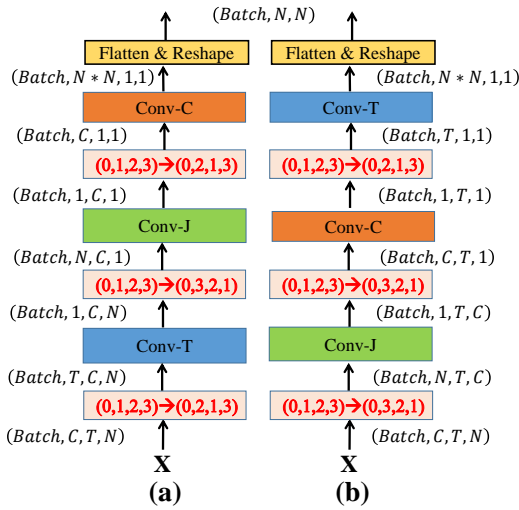 (Batch, N, N)
Flatten & Reshape
(Batch, N ∗ N, 1,1)
Conv-C
(Batch, C, 1,1)
(0,1,2,3)→(0,2,1,3)
(Batch, 1, C, 1)
Conv-J
(Batch, N, C, 1)
(0,1,2,3)→(0,3,2,1)
(Batch, 1, C, N)
Conv-T
(Batch, T, C, N)
(0,1,2,3)→(0,2,1,3)
(Batch, C, T, N)
X
(a)
Flatten & Reshape
(Batch, N ∗ N, 1,1)
Conv-T
(Batch, T, 1,1)
(0,1,2,3)→(0,2,1,3)
(Batch, 1, T, 1)
Conv-C
(Batch, C, T, 1)
(0,1,2,3)→(0,3,2,1)
(Batch, 1, T, C)
Conv-J
(Batch, N, T, C)
(0,1,2,3)→(0,3,2,1)
(Batch, C, T, N)
X
(b)